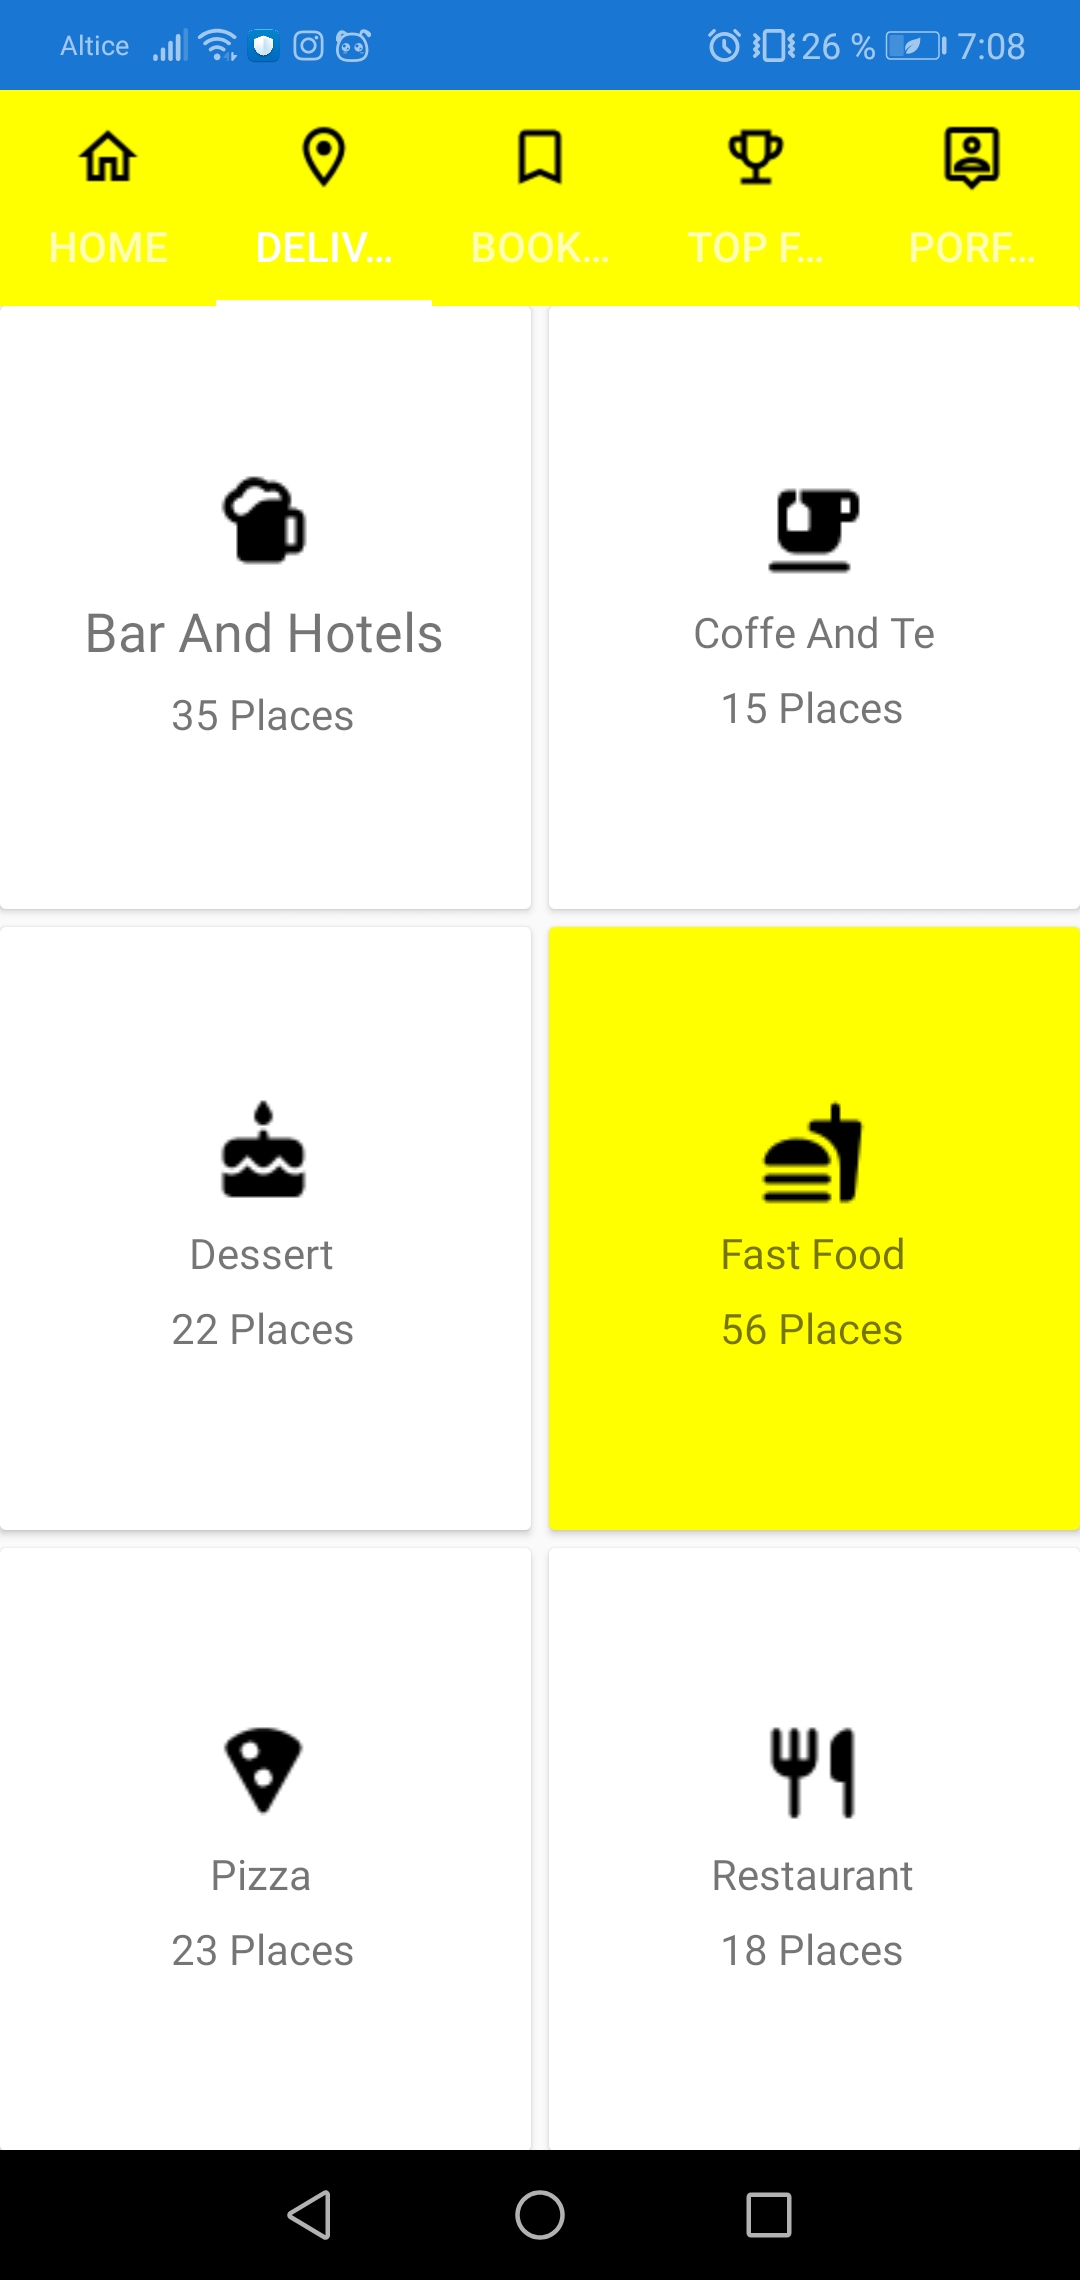 Altice 26 % 7:08
HOME DELIV... BOOK... TOP F... PORF...
Bar And Hotels
35 Places
Coffe And Te
15 Places
Dessert
22 Places
Fast Food
56 Places
Pizza
23 Places
Restaurant
18 Places